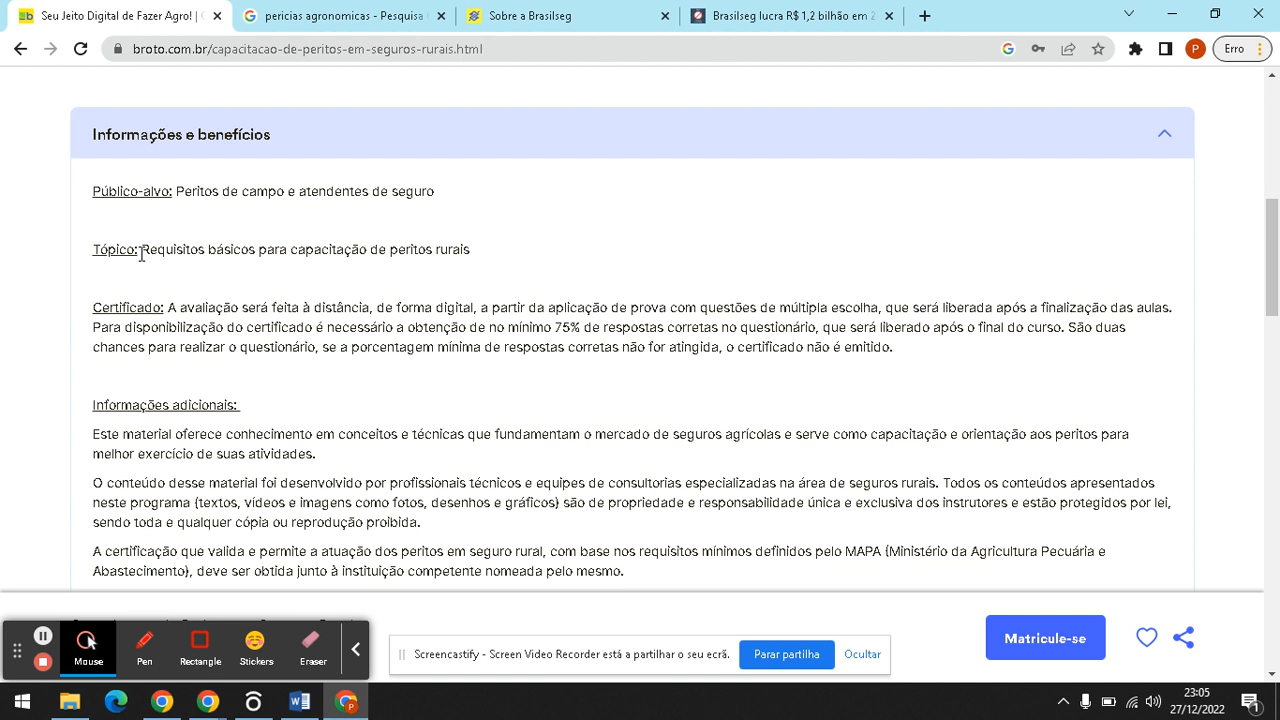 Seu Jeito Digital de Fazer Agro! | C
pericias agronomicas - Pesquisa
Sobre a Brasilseg
Brasilseg lucra R$ 1,2 bilhão em 2
broto.com.br/capacitacao-de-peritos-em-seguros-rurais.html
P
Erro
Informações e benefícios
Público-alvo: Peritos de campo e atendentes de seguro
Tópico: Requisitos básicos para capacitação de peritos rurais
Certificado: A avaliação será feita à distância, de forma digital, a partir da aplicação de prova com questões de múltipla escolha, que será liberada após a finalização das aulas.
Para disponibilização do certificado é necessário a obtenção de no mínimo 75% de respostas corretas no questionário, que será liberado após o final do curso. São duas
chances para realizar o questionário, se a porcentagem mínima de respostas corretas não for atingida, o certificado não é emitido.
Informações adicionais:
Este material oferece conhecimento em conceitos e técnicas que fundamentam o mercado de seguros agrícolas e serve como capacitação e orientação aos peritos para
melhor exercício de suas atividades.
O conteúdo desse material foi desenvolvido por profissionais técnicos e equipes de consultorias especializadas na área de seguros rurais. Todos os conteúdos apresentados
neste programa (textos, vídeos e imagens como fotos, desenhos e gráficos) são de propriedade e responsabilidade única e exclusiva dos instrutores e estão protegidos por lei,
sendo toda e qualquer cópia ou reprodução proibida.
A certificação que valida e permite a atuação dos peritos em seguro rural, com base nos requisitos mínimos definidos pelo MAPA (Ministério da Agricultura Pecuária e
Abastecimento), deve ser obtida junto à instituição competente nomeada pelo mesmo.
Mouse
Pen
Rectangle
Stickers
Eraser
Screencastify - Screen Video Recorder está a partilhar o seu ecrã.
Parar partilha
Ocultar
Matricule-se
23:05
27/12/2022
1